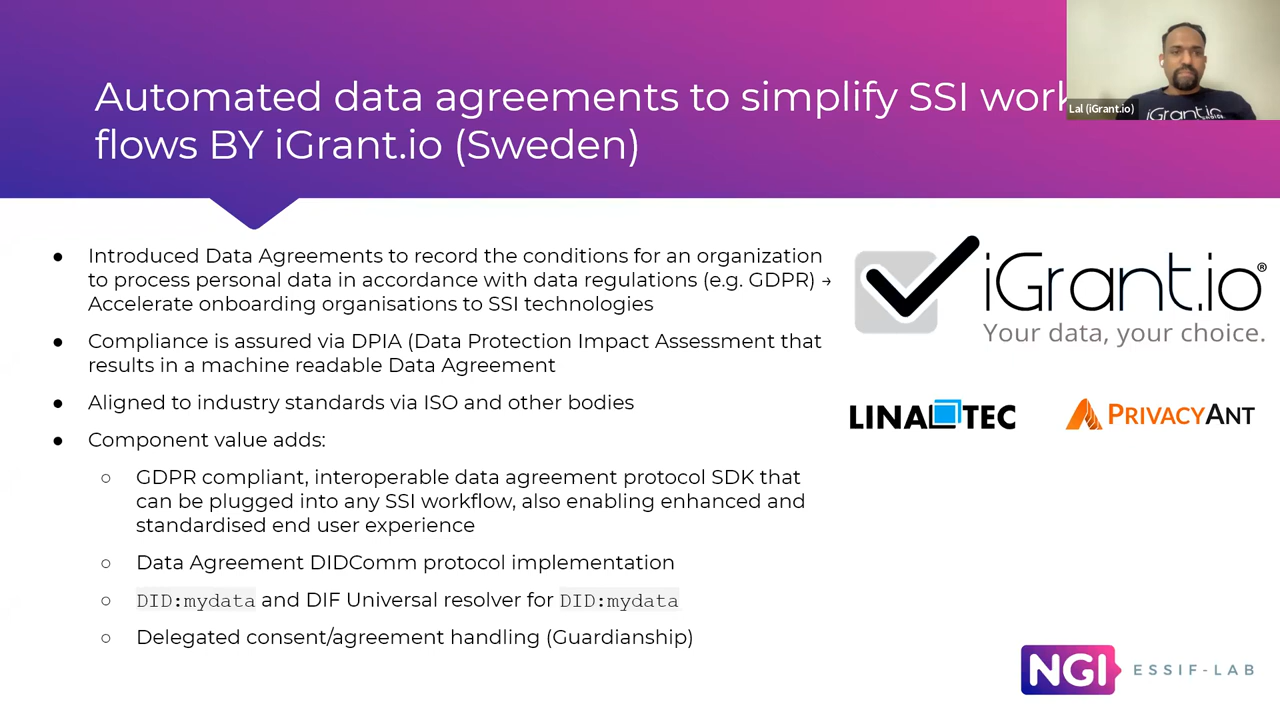 Automated data agreements to simplify SSI work
flows BY iGrant.io (Sweden)
Lal (iGrant.io)
iGrant.io
● Introduced Data Agreements to record the conditions for an organization
to process personal data in accordance with data regulations (e.g. GDPR) →
Accelerate onboarding organisations to SSI technologies
● Compliance is assured via DPIA (Data Protection Impact Assessment that
results in a machine readable Data Agreement
● Aligned to industry standards via ISO and other bodies
● Component value adds:
○ GDPR compliant, interoperable data agreement protocol SDK that
can be plugged into any SSI workflow, also enabling enhanced and
standardised end user experience
○ Data Agreement DIDComm protocol implementation
○ DID:mydata and DIF Universal resolver for DID:mydata
○ Delegated consent/agreement handling (Guardianship)
iGrant.io®
Your data, your choice.
LINALTEC
PRIVACYANT
NGI ESSIF-LAB